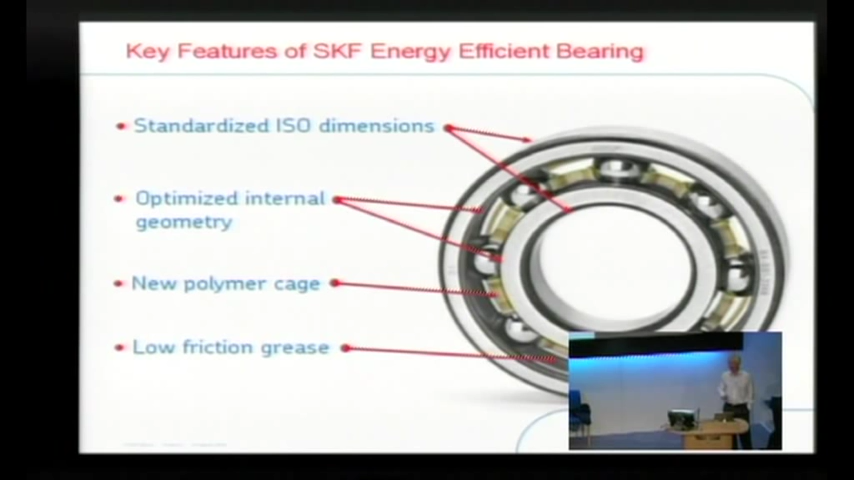 Key Features of SKF Energy Efficient Bearing
Standardized ISO dimensions
Optimized internal
geometry
New polymer cage
Low friction grease